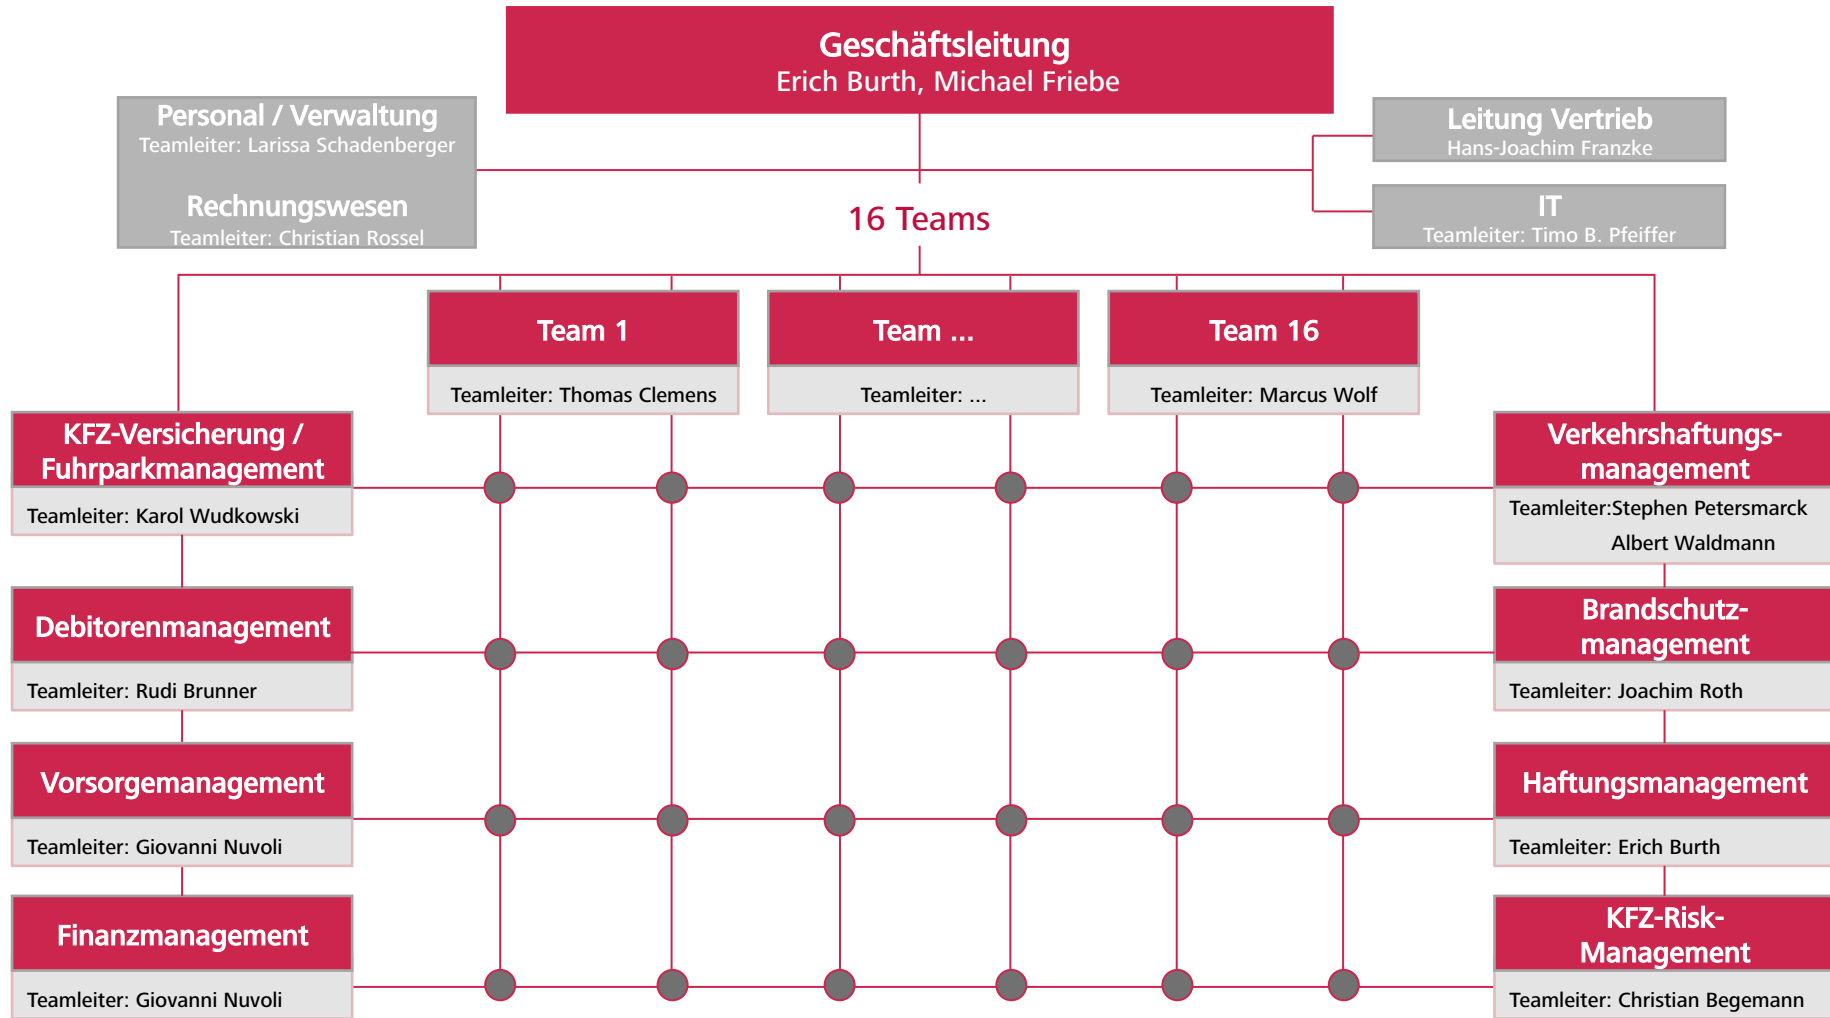 Geschäftsleitung
Erich Burth, Michael Friebe
Personal / Verwaltung
Teamleiter: Larissa Schadenberger
Rechnungswesen
Teamleiter: Christian Rossel
Leitung Vertrieb
Hans-Joachim Franzke
IT
Teamleiter: Timo B. Pfeiffer
16 Teams
Team 1
Teamleiter: Thomas Clemens
Team ...
Teamleiter: ...
Team 16
Teamleiter: Marcus Wolf
KFZ-Versicherung /
Fuhrparkmanagement
Teamleiter: Karol Wudkowski
Debitorenmanagement
Teamleiter: Rudi Brunner
Vorsorgemanagement
Teamleiter: Giovanni Nuvoli
Finanzmanagement
Teamleiter: Giovanni Nuvoli
Verkehrshaftungs-
management
Teamleiter:Stephen Petersmarck
Albert Waldmann
Brandschutz-
management
Teamleiter: Joachim Roth
Haftungsmanagement
Teamleiter: Erich Burth
KFZ-Risk-
Management
Teamleiter: Christian Begemann